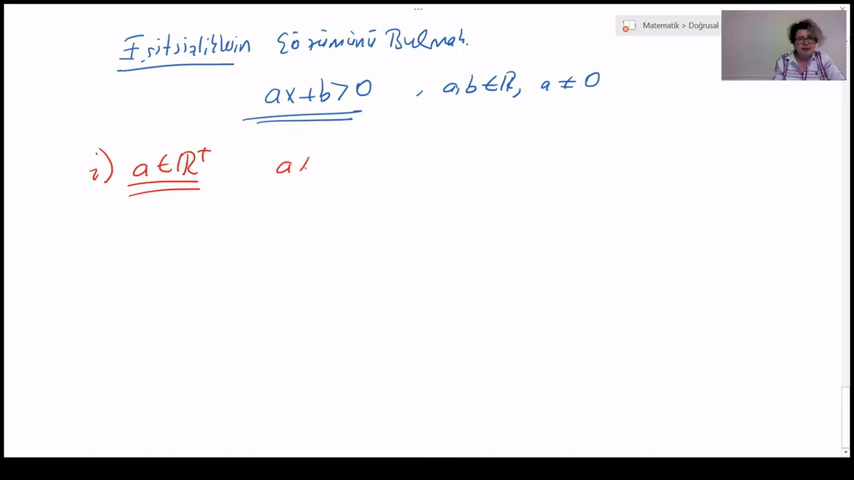 Eşitsizliklerin Çözümünü Bulmak.
Matematik > Doğrusal
ax+b>0 , a,b∈ℝ, a≠0
i) a∈ℝ⁺ a